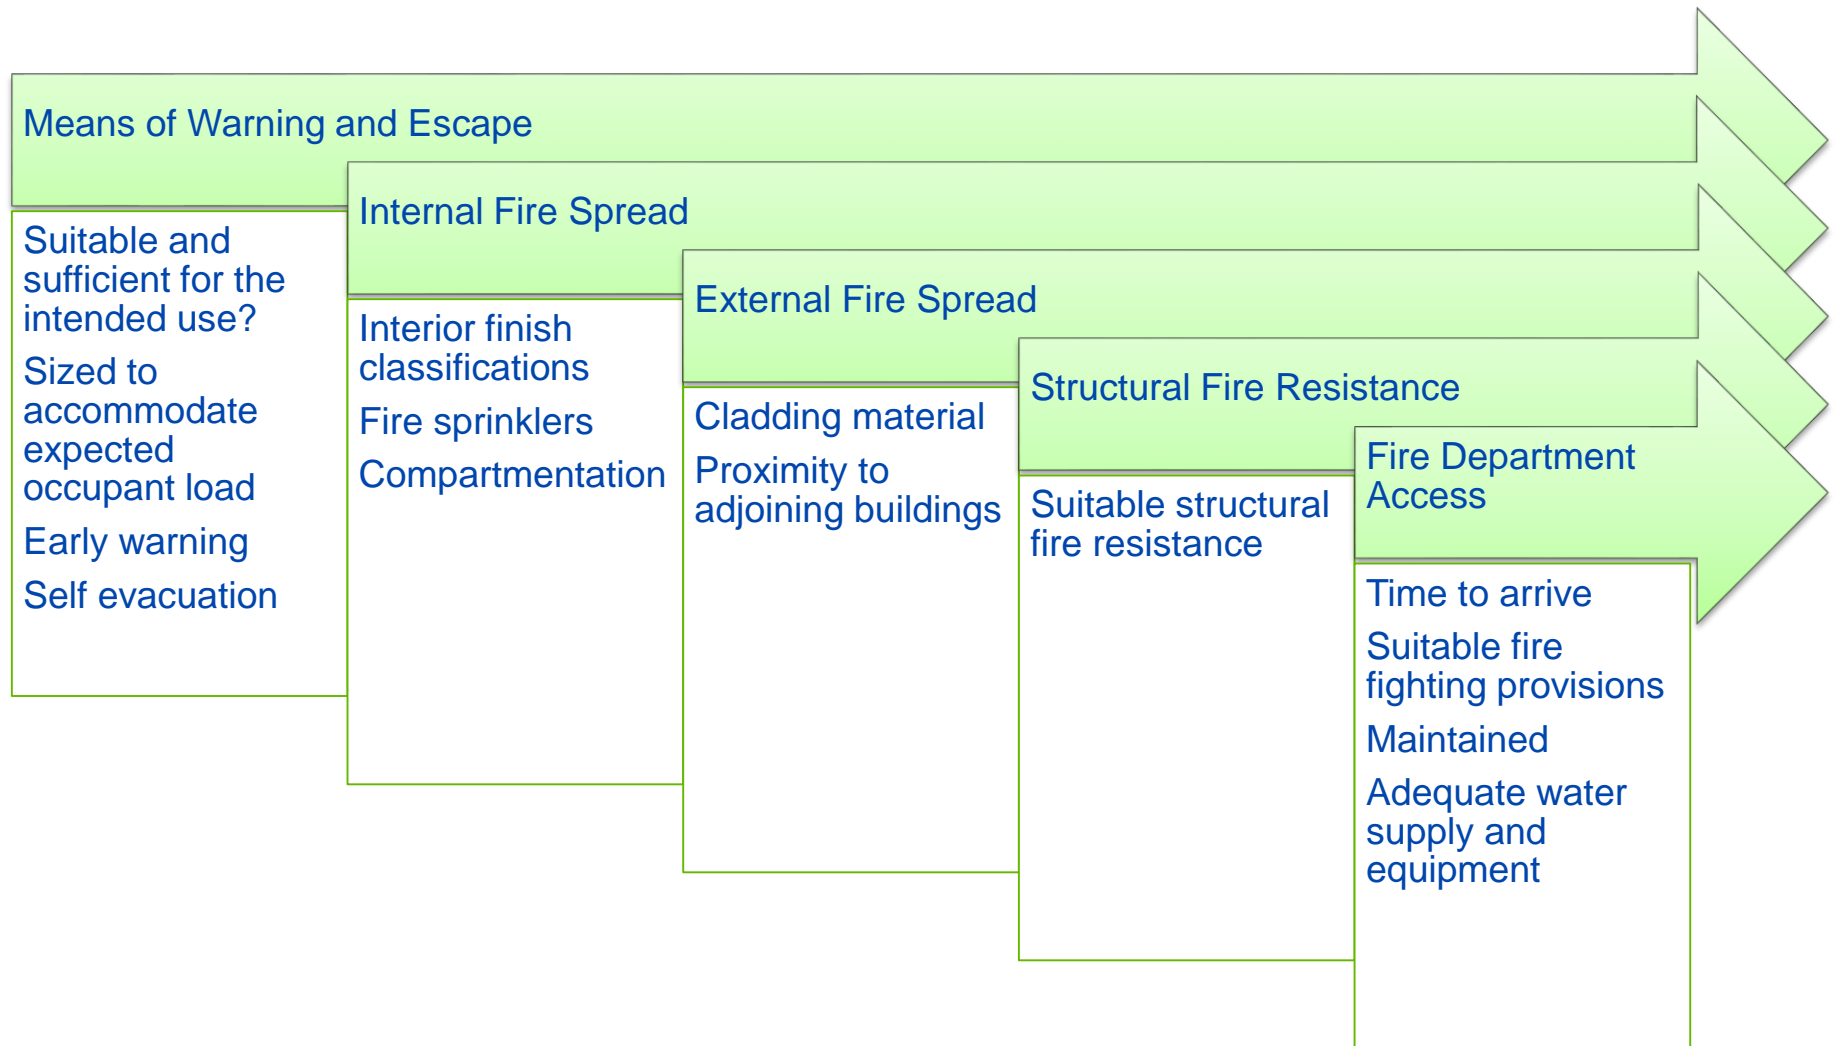 Means of Warning and Escape
Suitable and
sufficient for the
intended use?
Sized to
accommodate
expected
occupant load
Early warning
Self evacuation
Internal Fire Spread
Interior finish
classifications
Fire sprinklers
Compartmentation
External Fire Spread
Cladding material
Proximity to
adjoining buildings
Structural Fire Resistance
Suitable structural
fire resistance
Fire Department
Access
Time to arrive
Suitable fire
fighting provisions
Maintained
Adequate water
supply and
equipment